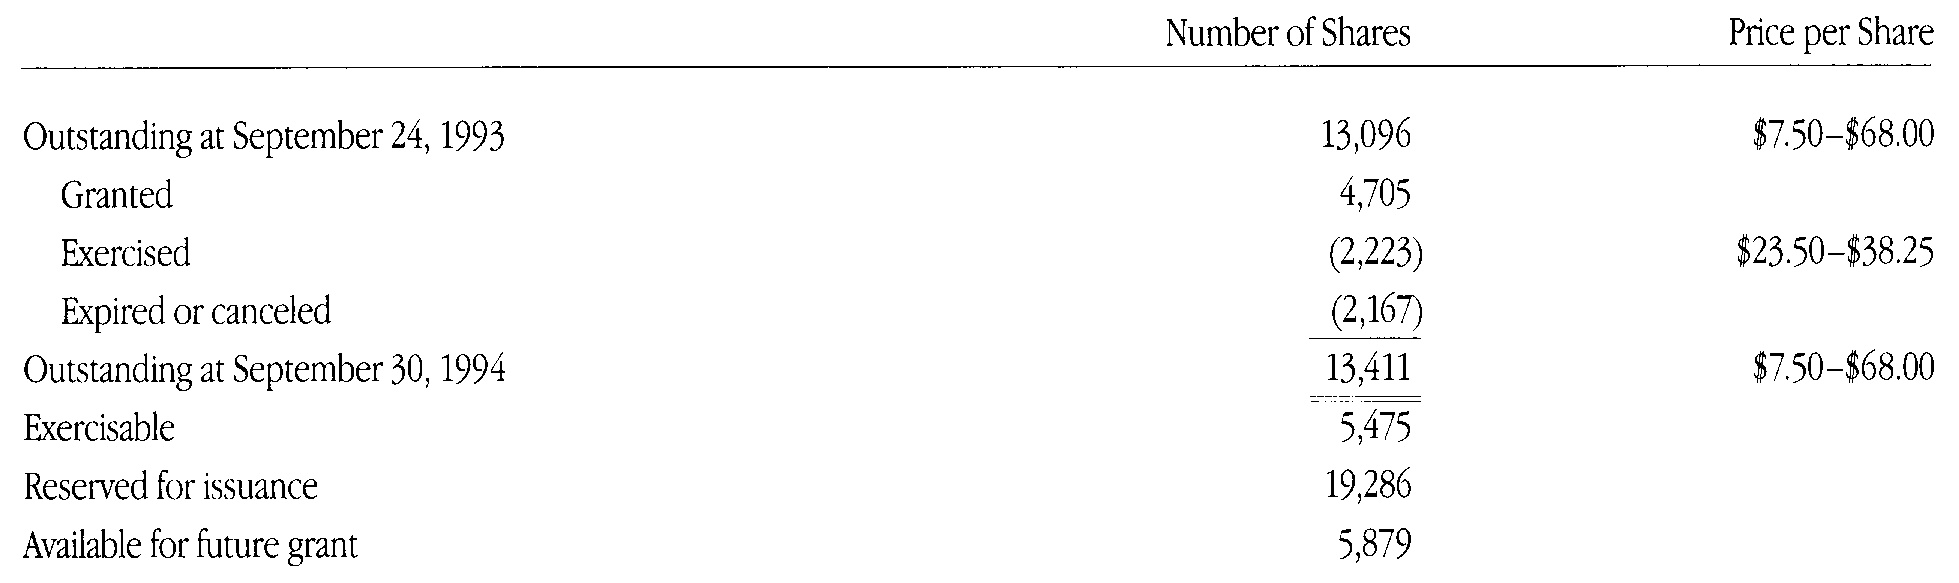 Number of Shares Price per Share
Outstanding at September 24, 1993 13,096 $7.50–$68.00
Granted 4,705
Exercised (2,223) $23.50–$38.25
Expired or canceled (2,167)
Outstanding at September 30, 1994 13,411 $7.50–$68.00
Exercisable 5,475
Reserved for issuance 19,286
Available for future grant 5,879